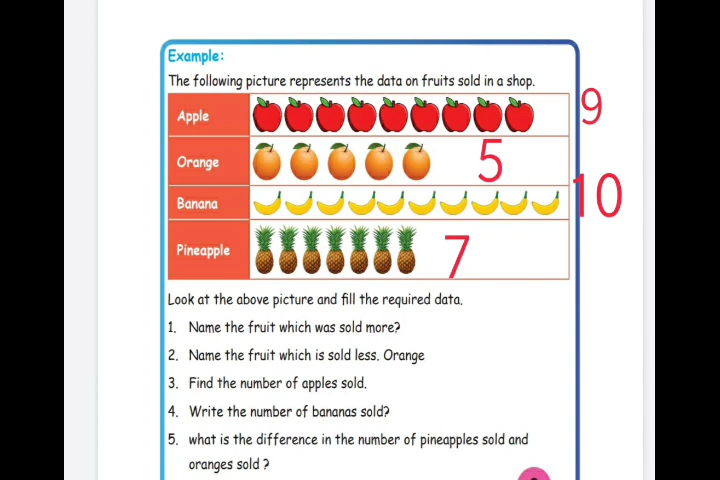 Example:
The following picture represents the data on fruits sold in a shop.
Apple 9
Orange 5
Banana 10
Pineapple 7
Look at the above picture and fill the required data.
1. Name the fruit which was sold more?
2. Name the fruit which is sold less. Orange
3. Find the number of apples sold.
4. Write the number of bananas sold?
5. what is the difference in the number of pineapples sold and
oranges sold ?